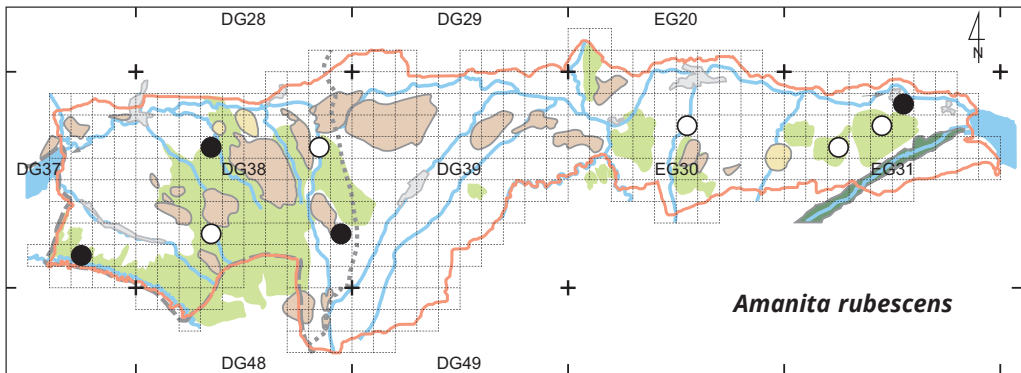 DG28 DG29 EG20
N
DG37 DG38 DG39 EG30 EG31
Amanita rubescens
DG48 DG49